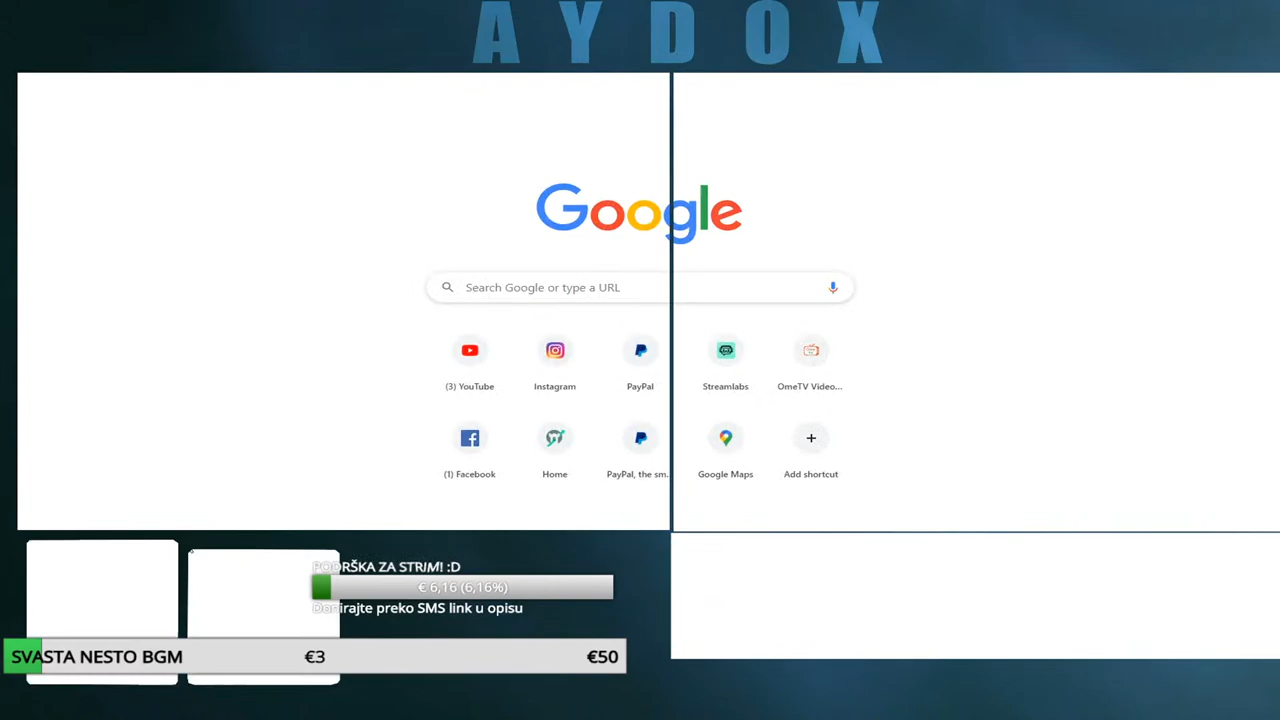 AYDOX
Google
Search Google or type a URL
(3) YouTube
Instagram
PayPal
Streamlabs
OmeTV Video...
(1) Facebook
Home
PayPal, the sm...
Google Maps
Add shortcut
PODRŠKA ZA STRIM! :D
€ 6,16 (6,16%)
Donirajte preko SMS link u opisu
SVASTA NESTO BGM €3 €50